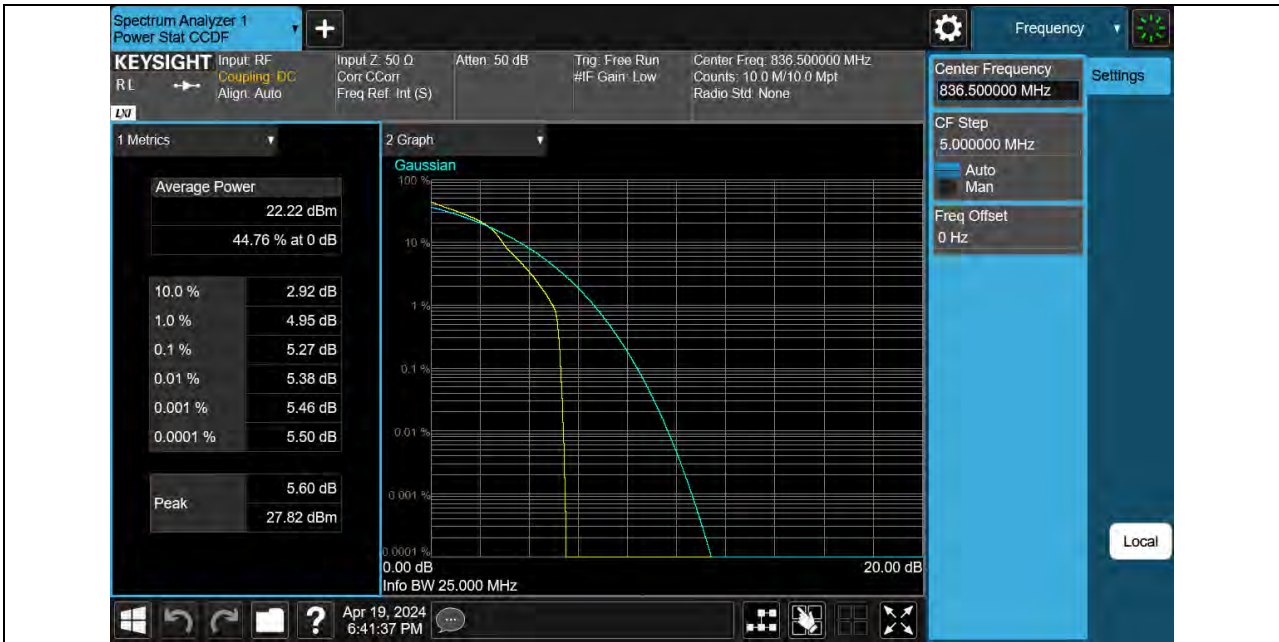 Spectrum Analyzer 1
Power Stat CCDF
+
Frequency
KEYSIGHT
RL
LXI
Input: RF
Coupling: DC
Align: Auto
Input Z: 50 Ω
Corr CCorr
Freq Ref: Int (S)
Atten: 50 dB
Trig: Free Run
#IF Gain: Low
Center Freq: 836.500000 MHz
Counts: 10.0 M/10.0 Mpt
Radio Std: None
Center Frequency
836.500000 MHz
Settings
CF Step
5.000000 MHz
Auto
Man
Freq Offset
0 Hz
1 Metrics
Average Power
22.22 dBm
44.76 % at 0 dB
10.0 % 2.92 dB
1.0 % 4.95 dB
0.1 % 5.27 dB
0.01 % 5.38 dB
0.001 % 5.46 dB
0.0001 % 5.50 dB
Peak
5.60 dB
27.82 dBm
2 Graph
Gaussian
100 %
10 %
1 %
0.1 %
0.01 %
0.001 %
0.0001 %
0.00 dB 20.00 dB
Info BW 25.000 MHz
Local
?
Apr 19, 2024
6:41:37 PM